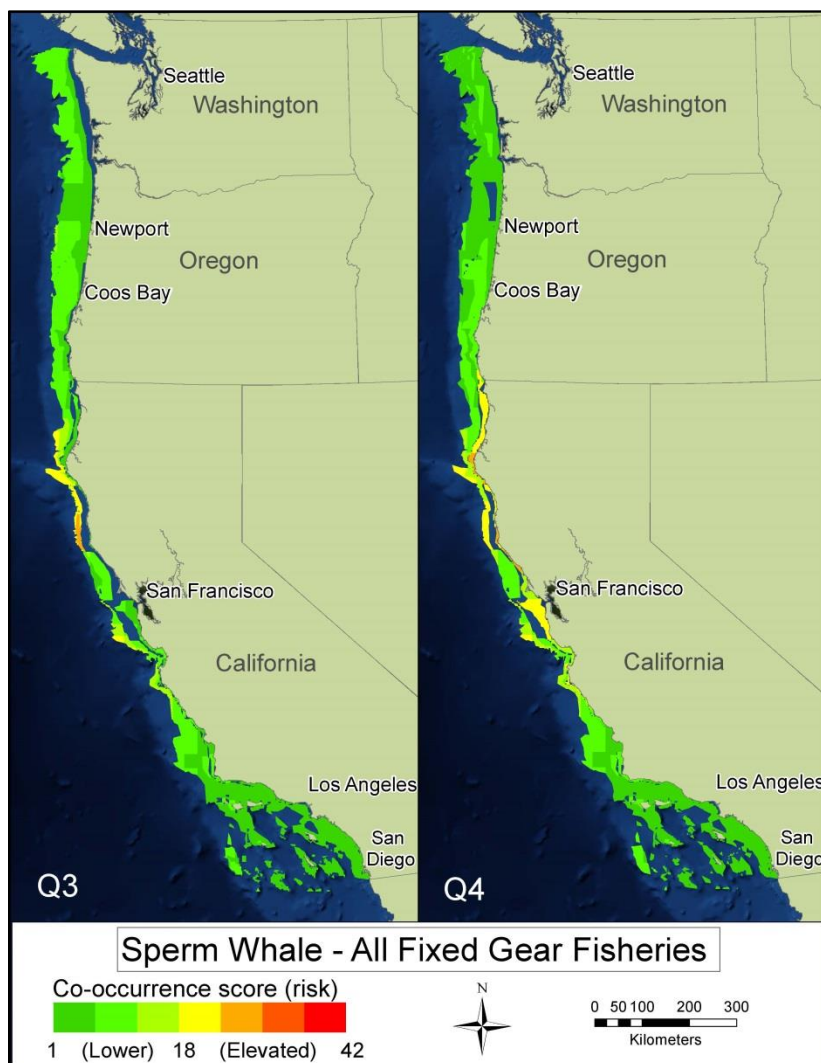 Seattle
Washington
Newport
Oregon
Coos Bay
San Francisco
California
Los Angeles
San
Diego
Q3
Seattle
Washington
Newport
Oregon
Coos Bay
San Francisco
California
Los Angeles
San
Diego
Q4
Sperm Whale - All Fixed Gear Fisheries
Co-occurrence score (risk)
1 (Lower) 18 (Elevated) 42
N
0 50 100 200 300
Kilometers